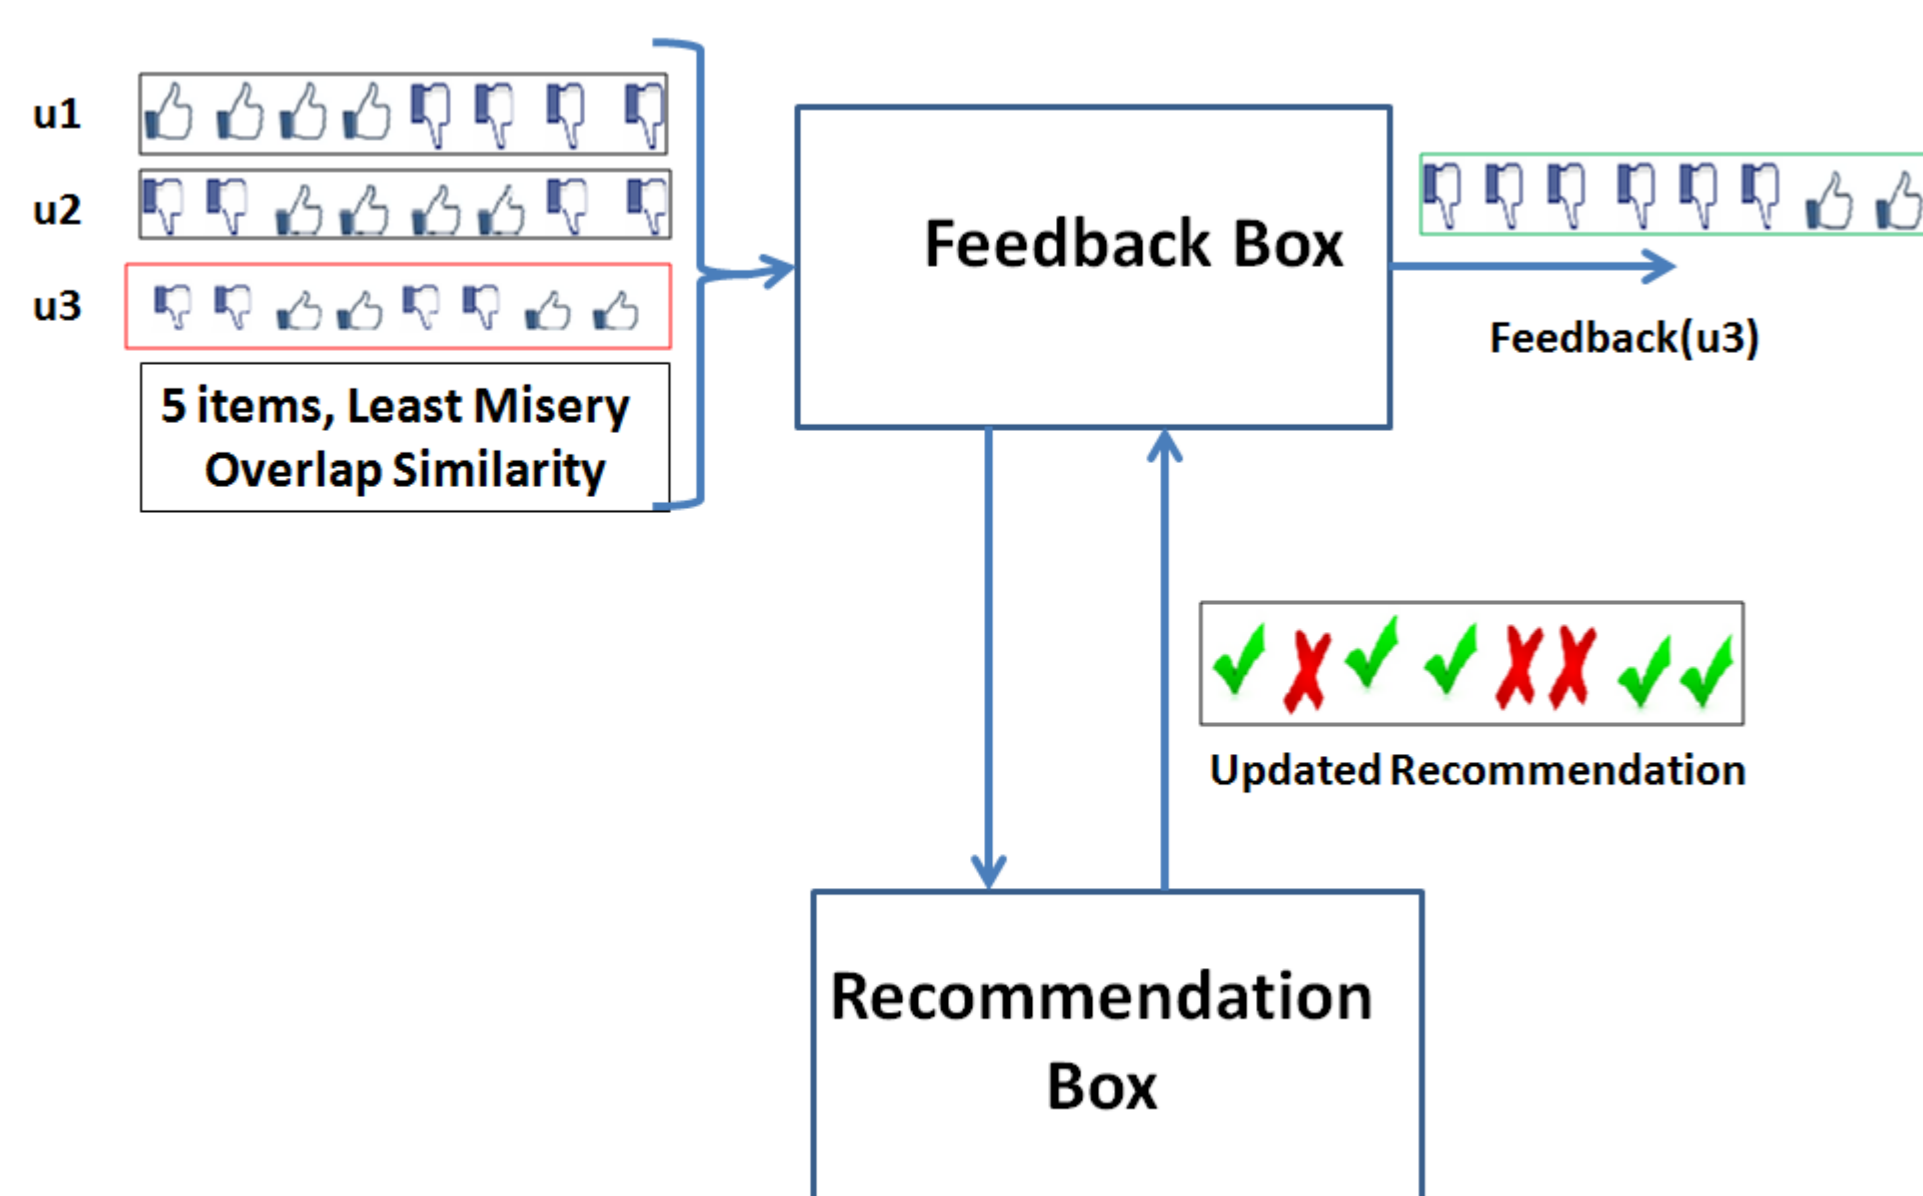 u1
u2
u3
5 items, Least Misery
Overlap Similarity
Feedback Box
Feedback(u3)
Updated Recommendation
Recommendation
Box